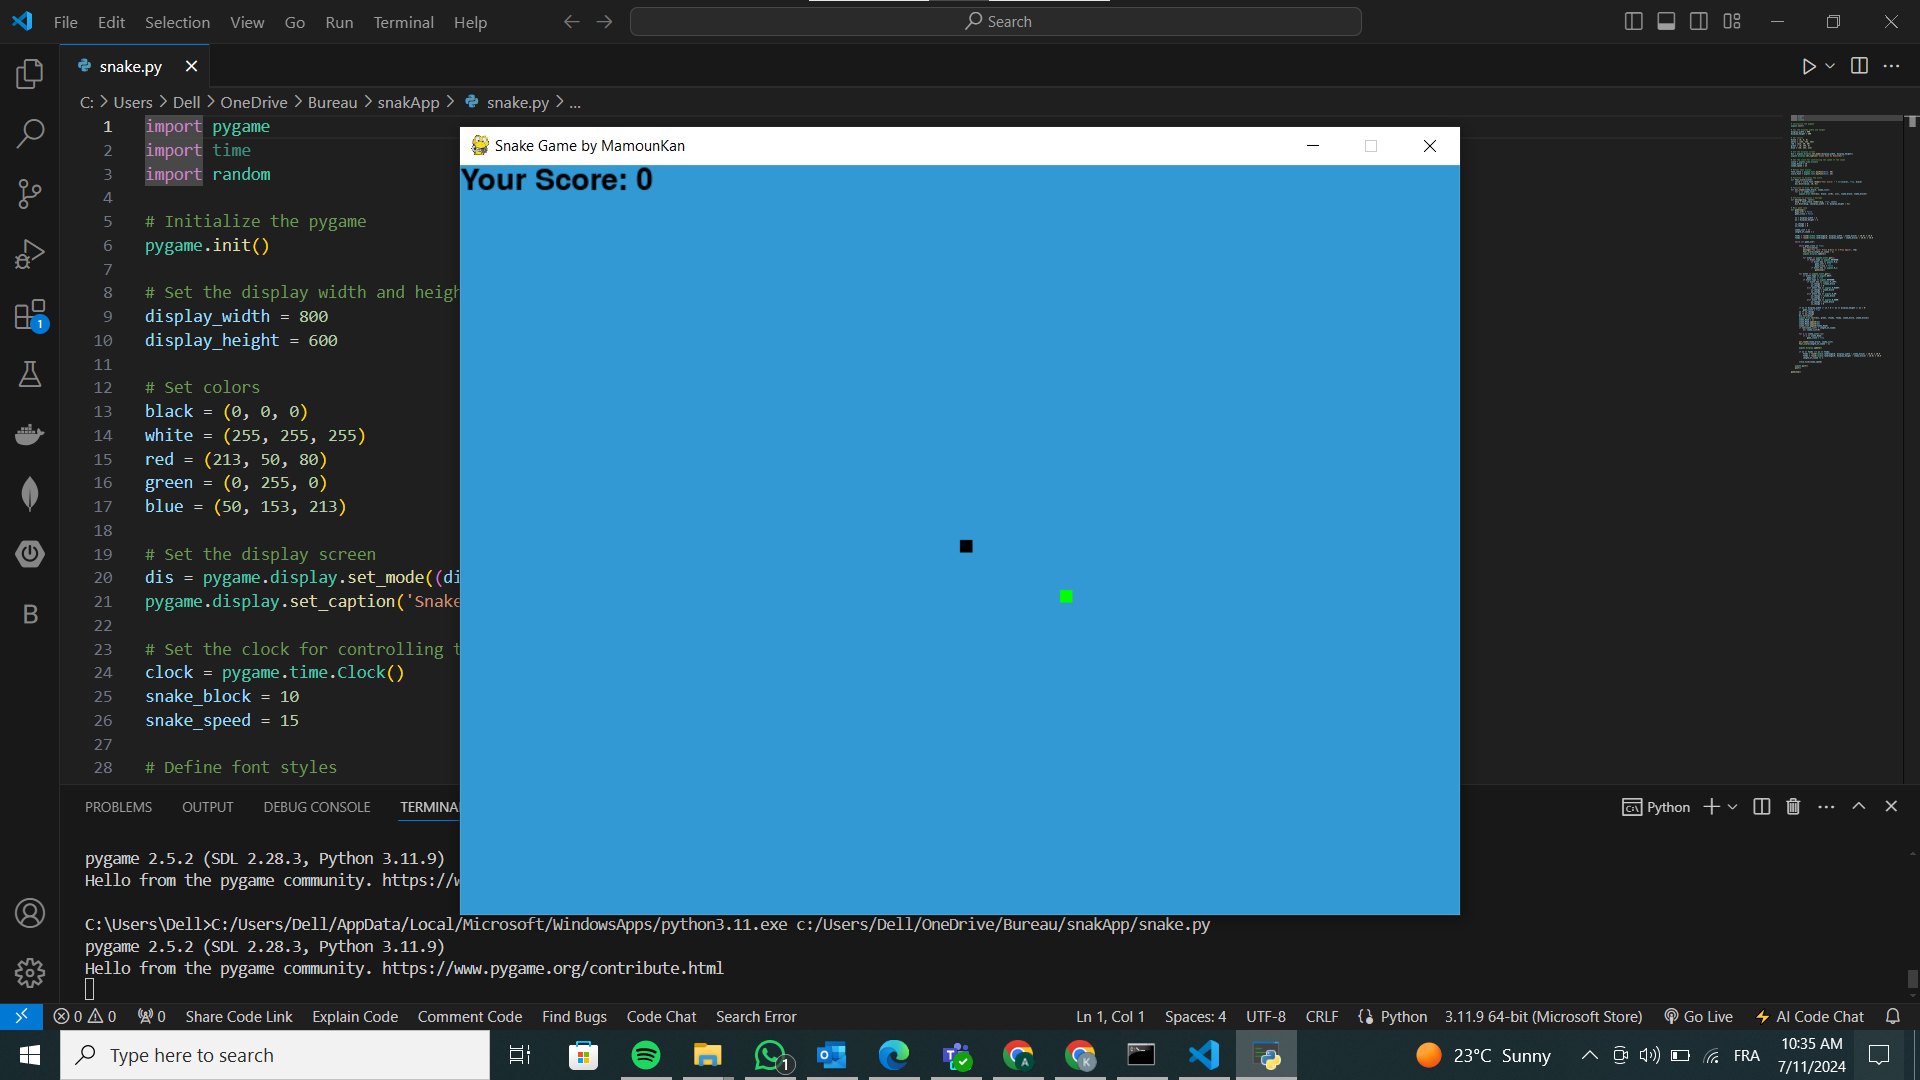 File Edit Selection View Go Run Terminal Help
Search
snake.py
C: > Users > Dell > OneDrive > Bureau > snakApp > snake.py > ...
1 import pygame
2 import time
3 import random
4
5 # Initialize the pygame
6 pygame.init()
7
8 # Set the display width and heigh
9 display_width = 800
10 display_height = 600
11
12 # Set colors
13 black = (0, 0, 0)
14 white = (255, 255, 255)
15 red = (213, 50, 80)
16 green = (0, 255, 0)
17 blue = (50, 153, 213)
18
19 # Set the display screen
20 dis = pygame.display.set_mode((di
21 pygame.display.set_caption('Snake
22
23 # Set the clock for controlling t
24 clock = pygame.time.Clock()
25 snake_block = 10
26 snake_speed = 15
27
28 # Define font styles
Snake Game by MamounKan
Your Score: 0
1
B
PROBLEMS OUTPUT DEBUG CONSOLE TERMINA
Python
pygame 2.5.2 (SDL 2.28.3, Python 3.11.9)
Hello from the pygame community. https://w
C:\Users\Dell>C:/Users/Dell/AppData/Local/Microsoft/WindowsApps/python3.11.exe c:/Users/Dell/OneDrive/Bureau/snakApp/snake.py
pygame 2.5.2 (SDL 2.28.3, Python 3.11.9)
Hello from the pygame community. https://www.pygame.org/contribute.html
0 0 0 Share Code Link Explain Code Comment Code Find Bugs Code Chat Search Error Ln 1, Col 1 Spaces: 4 UTF-8 CRLF Python 3.11.9 64-bit (Microsoft Store) Go Live AI Code Chat
Type here to search
1
23°C Sunny
FRA
10:35 AM
7/11/2024